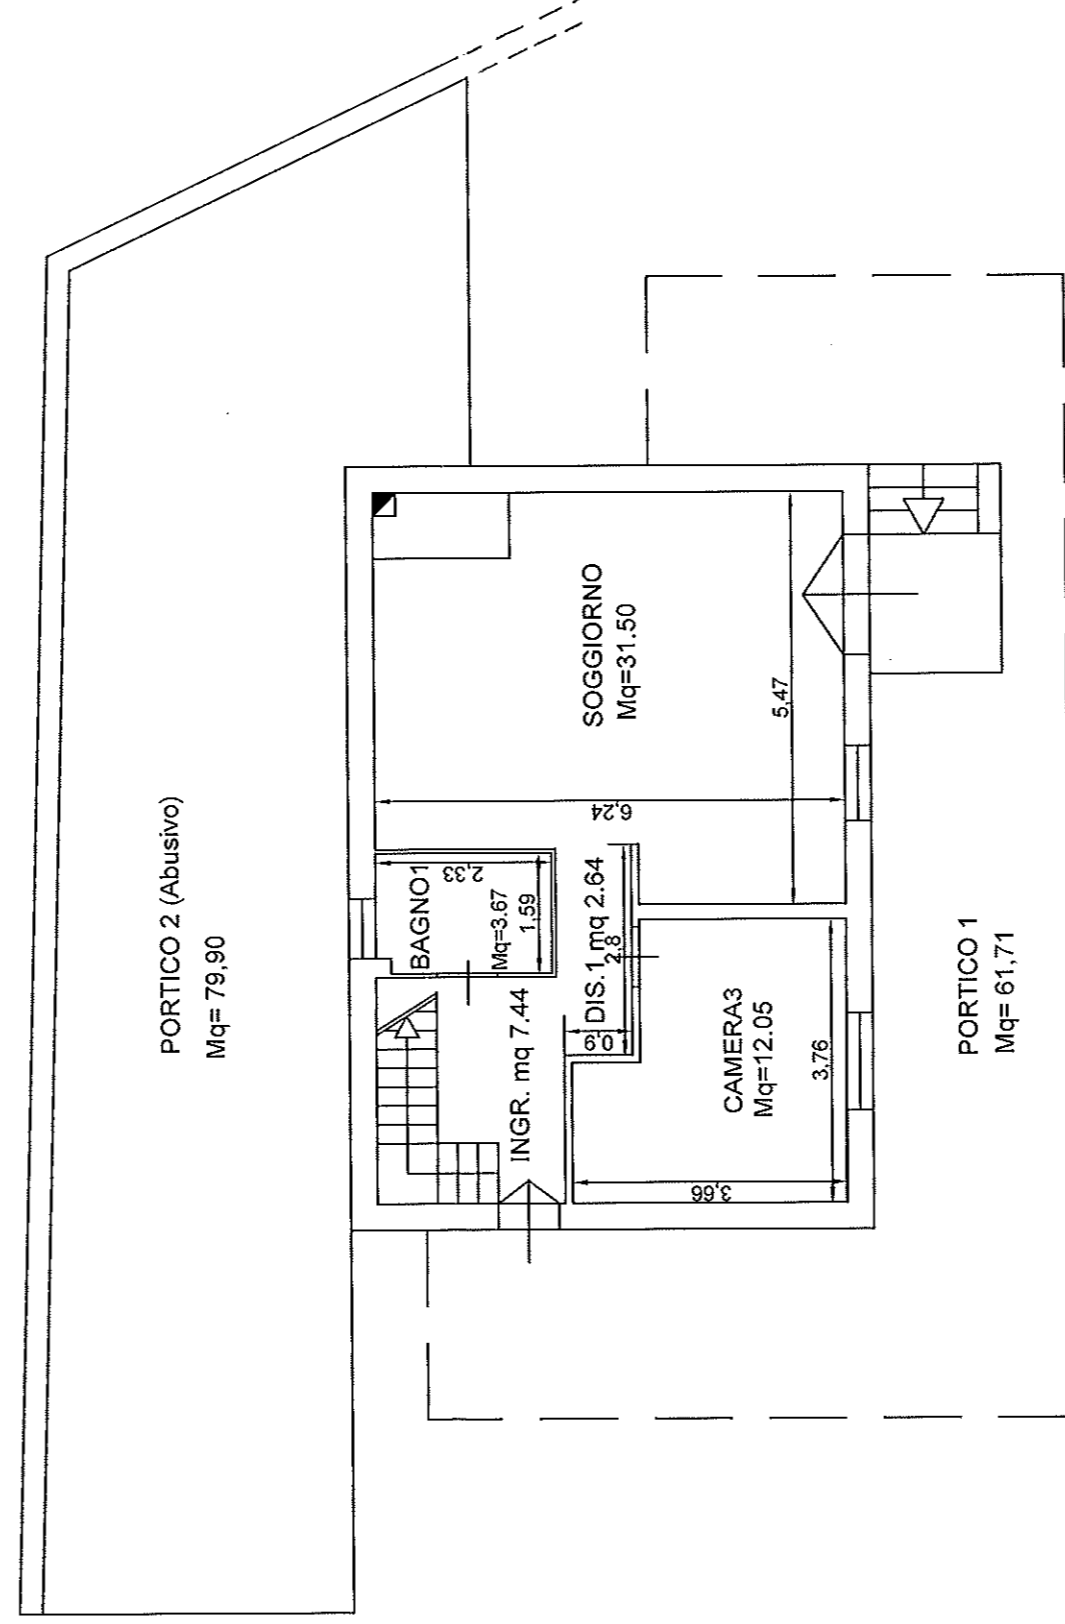 PORTICO 2 (Abusivo)
Mq= 79,90
BAGNO1
2,33
Mq=3.67
1,59
INGR. mq 7.44
DIS.1 mq 2.64
2,8
0,9
SOGGIORNO
Mq=31.50
6,24
5,47
CAMERA3
Mq=12.05
3,66
3,76
PORTICO 1
Mq= 61,71